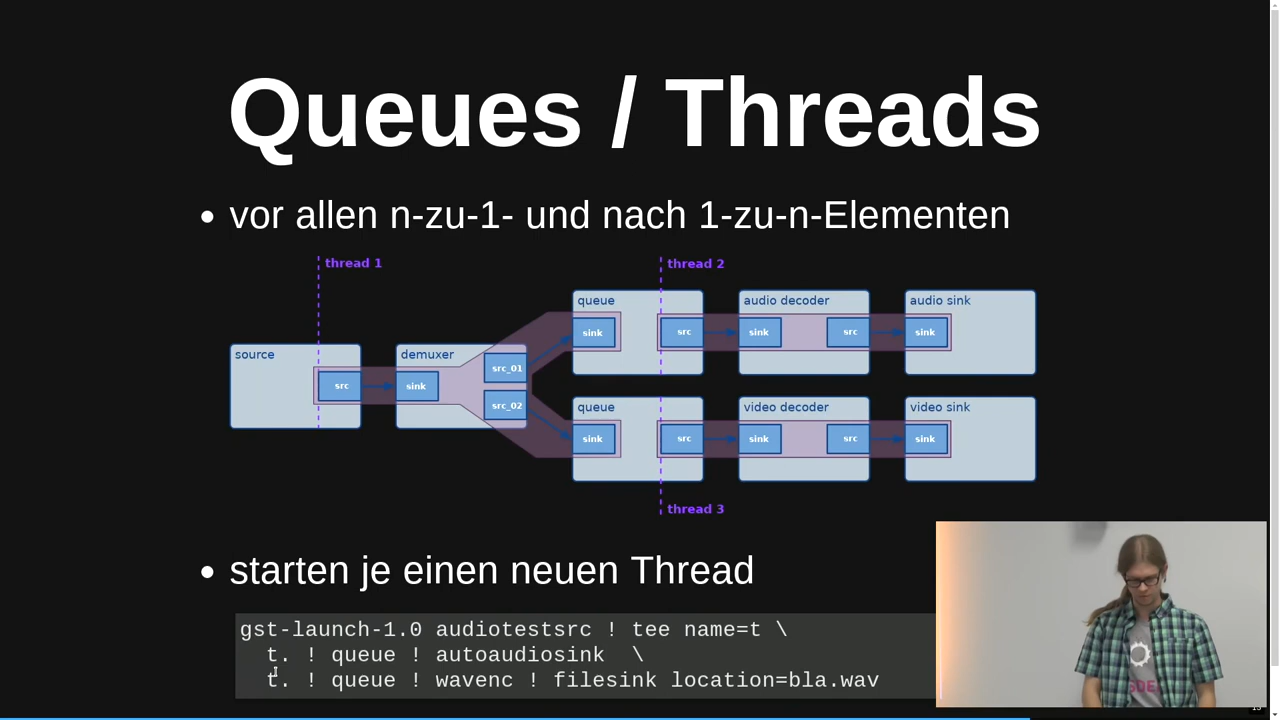 Queues / Threads
• vor allen n-zu-1- und nach 1-zu-n-Elementen
thread 1
thread 2
queue
audio decoder
audio sink
sink
src
sink
src
sink
source
demuxer
src_01
src
sink
src_02
queue
video decoder
video sink
sink
src
sink
src
sink
thread 3
• starten je einen neuen Thread
gst-launch-1.0 audiotestsrc ! tee name=t \
t. ! queue ! autoaudiosink \
t. ! queue ! wavenc ! filesink location=bla.wav